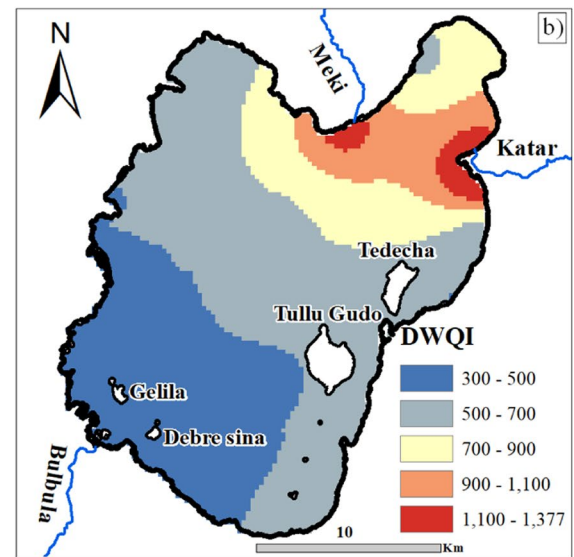 b)
N
Meki
Katar
Tedecha
Tullu Gudo
DWQI
300 - 500
500 - 700
700 - 900
900 - 1,100
1,100 - 1,377
Gelila
Debre sina
Bulbula
10
Km